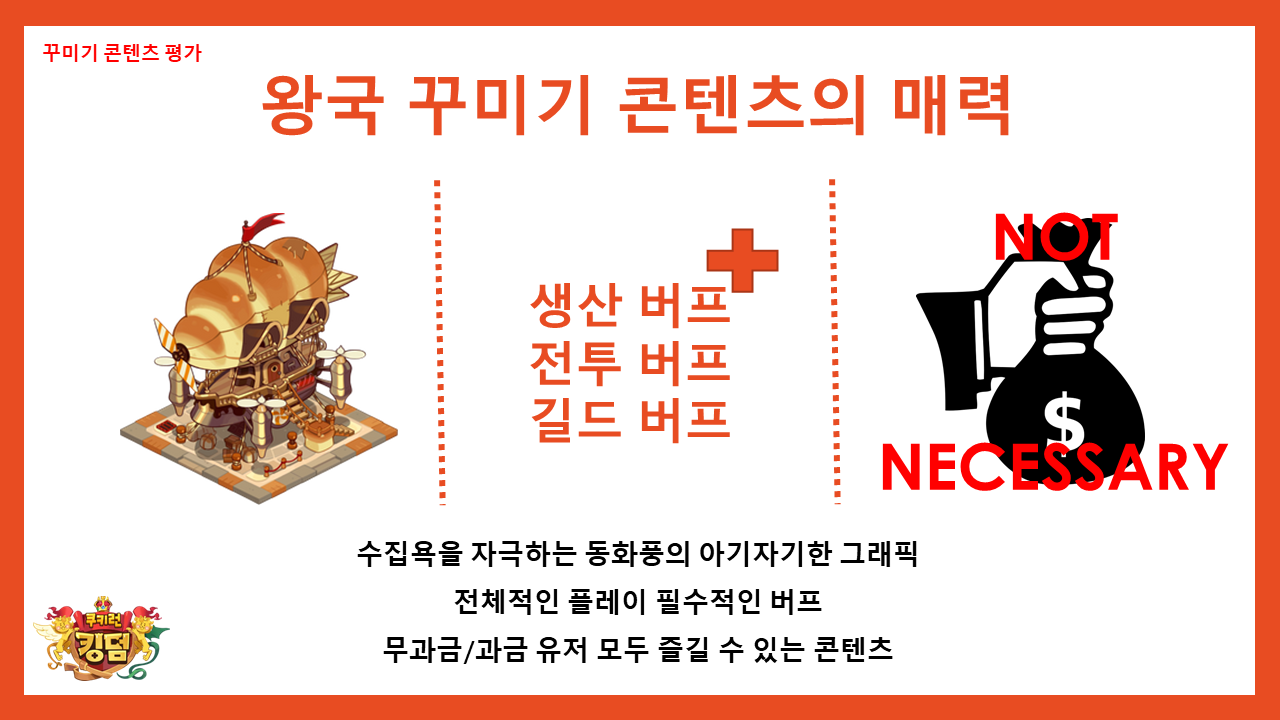 꾸미기 콘텐츠 평가
왕국 꾸미기 콘텐츠의 매력
생산 버프
전투 버프
길드 버프
NOT
$
NECESSARY
수집욕을 자극하는 동화풍의 아기자기한 그래픽
전체적인 플레이 필수적인 버프
무과금/과금 유저 모두 즐길 수 있는 콘텐츠
쿠키런
킹덤